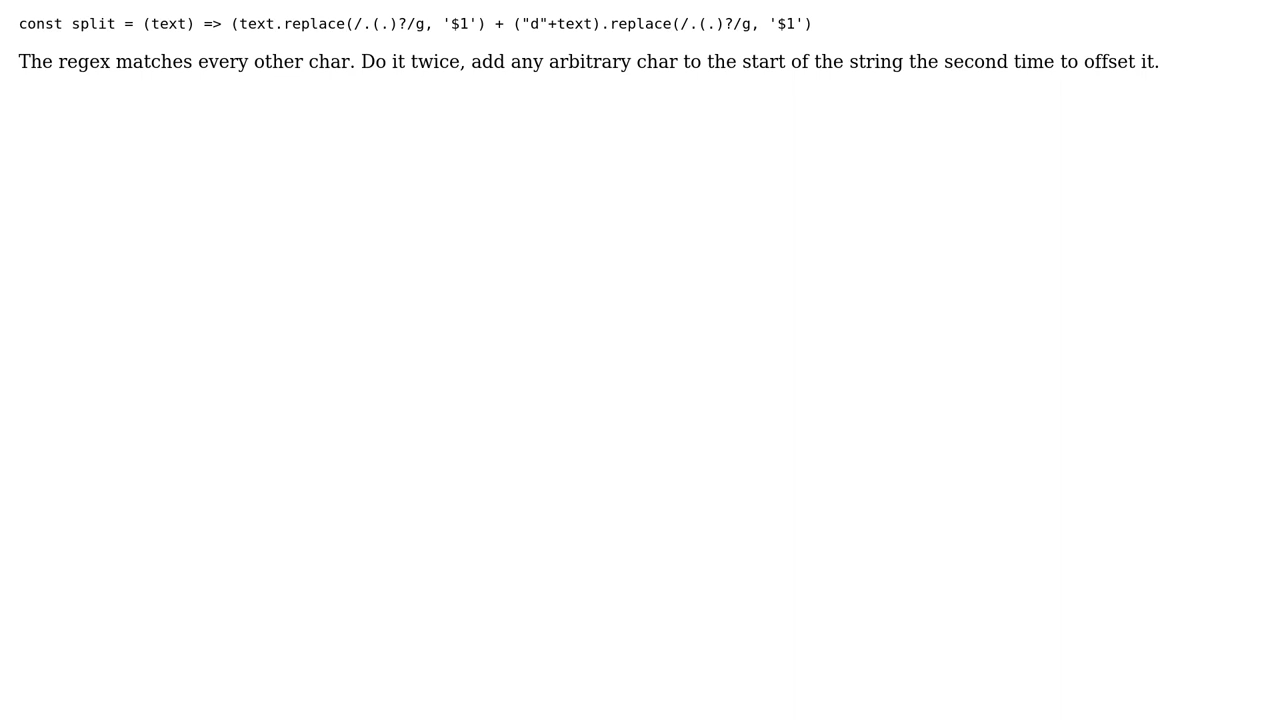 const split = (text) => (text.replace(/.(.)?/g, '$1') + ("d"+text).replace(/.(.)?/g, '$1')
The regex matches every other char. Do it twice, add any arbitrary char to the start of the string the second time to offset it.